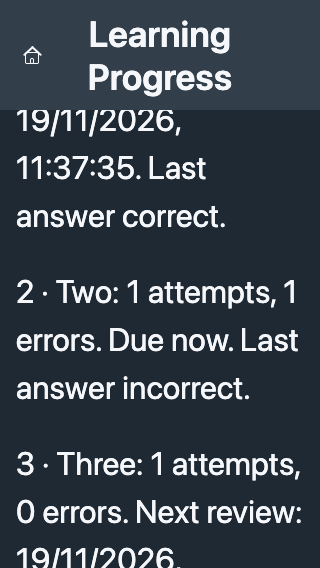 Learning
Progress
19/11/2026,
11:37:35. Last
answer correct.
2 · Two: 1 attempts, 1
errors. Due now. Last
answer incorrect.
3 · Three: 1 attempts,
0 errors. Next review:
19/11/2026,